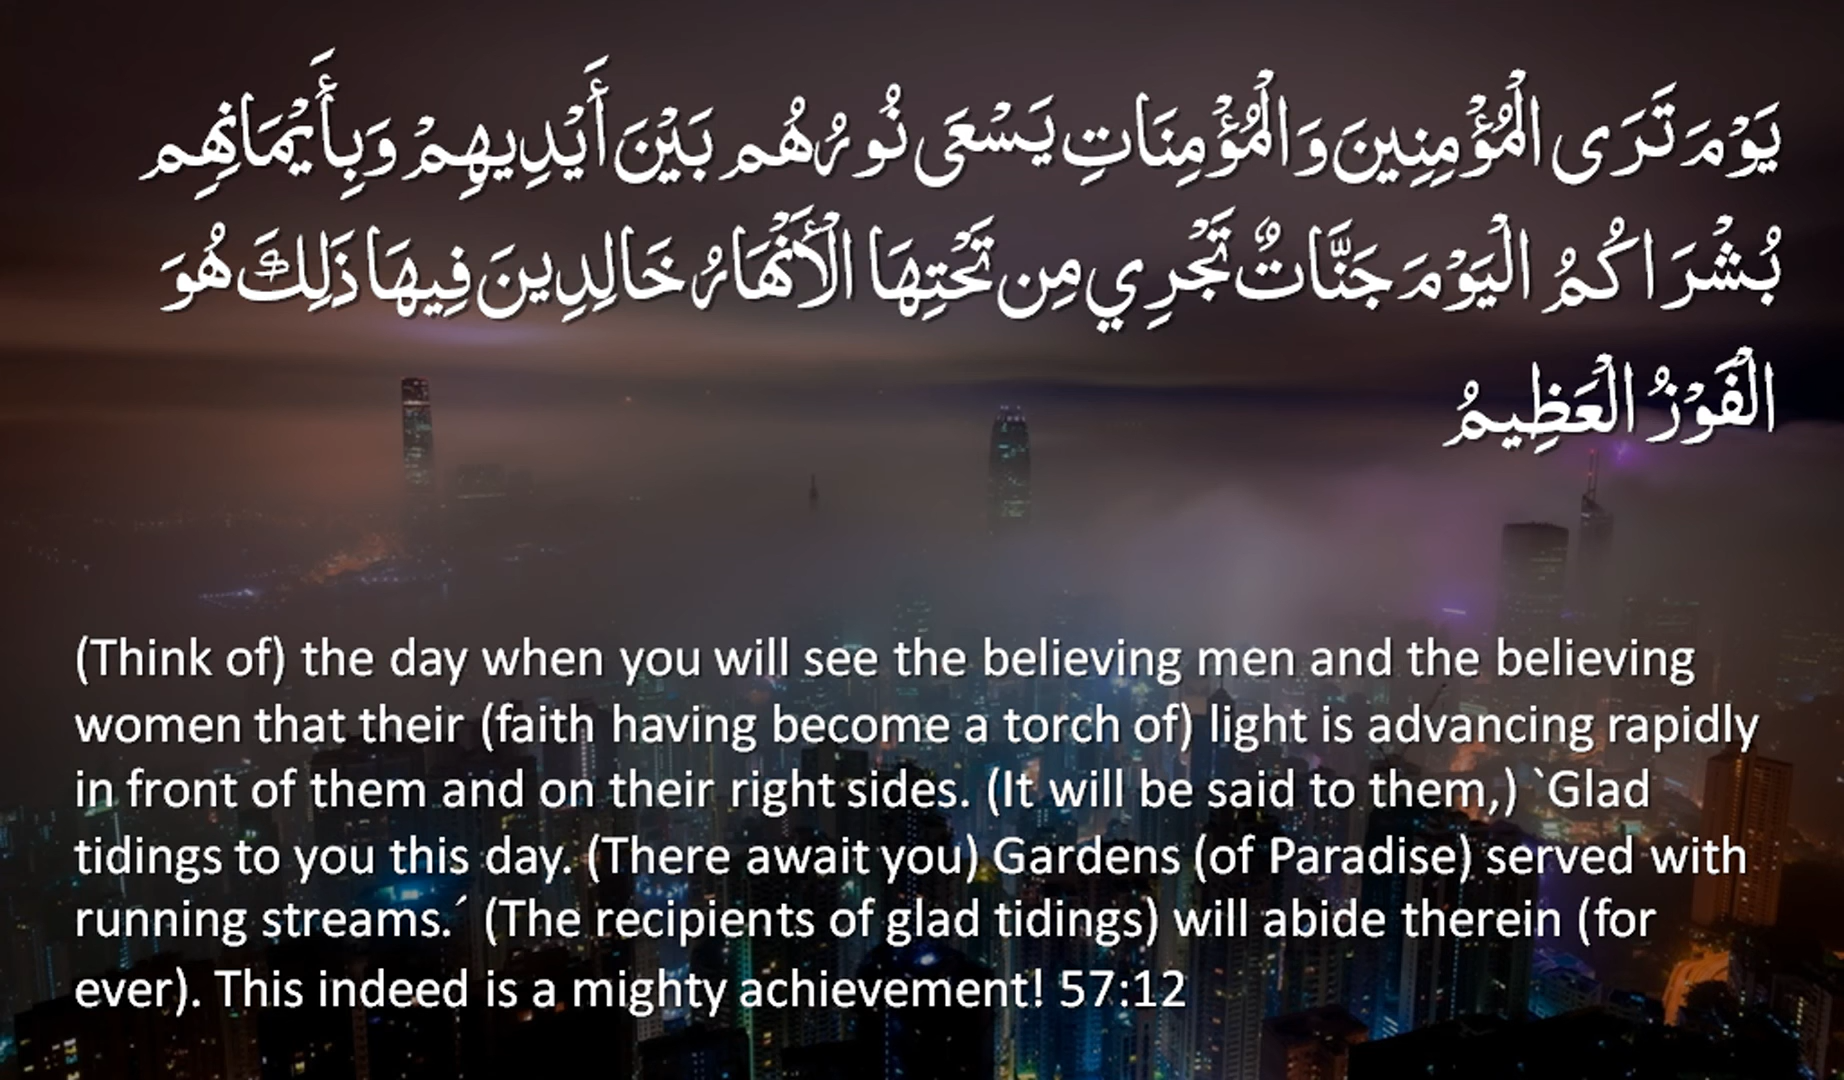 يَوْمَ تَرَى الْمُؤْمِنِينَ وَالْمُؤْمِنَاتِ يَسْعَى نُورُهُم بَيْنَ أَيْدِيهِمْ وَبِأَيْمَانِهِم
بُشْرَاكُمُ الْيَوْمَ جَنَّاتٌ تَجْرِي مِن تَحْتِهَا الْأَنْهَارُ خَالِدِينَ فِيهَا ذَلِكَ هُوَ
الْفَوْزُ الْعَظِيمُ
(Think of) the day when you will see the believing men and the believing
women that their (faith having become a torch of) light is advancing rapidly
in front of them and on their right sides. (It will be said to them,) `Glad
tidings to you this day. (There await you) Gardens (of Paradise) served with
running streams.´ (The recipients of glad tidings) will abide therein (for
ever). This indeed is a mighty achievement! 57:12